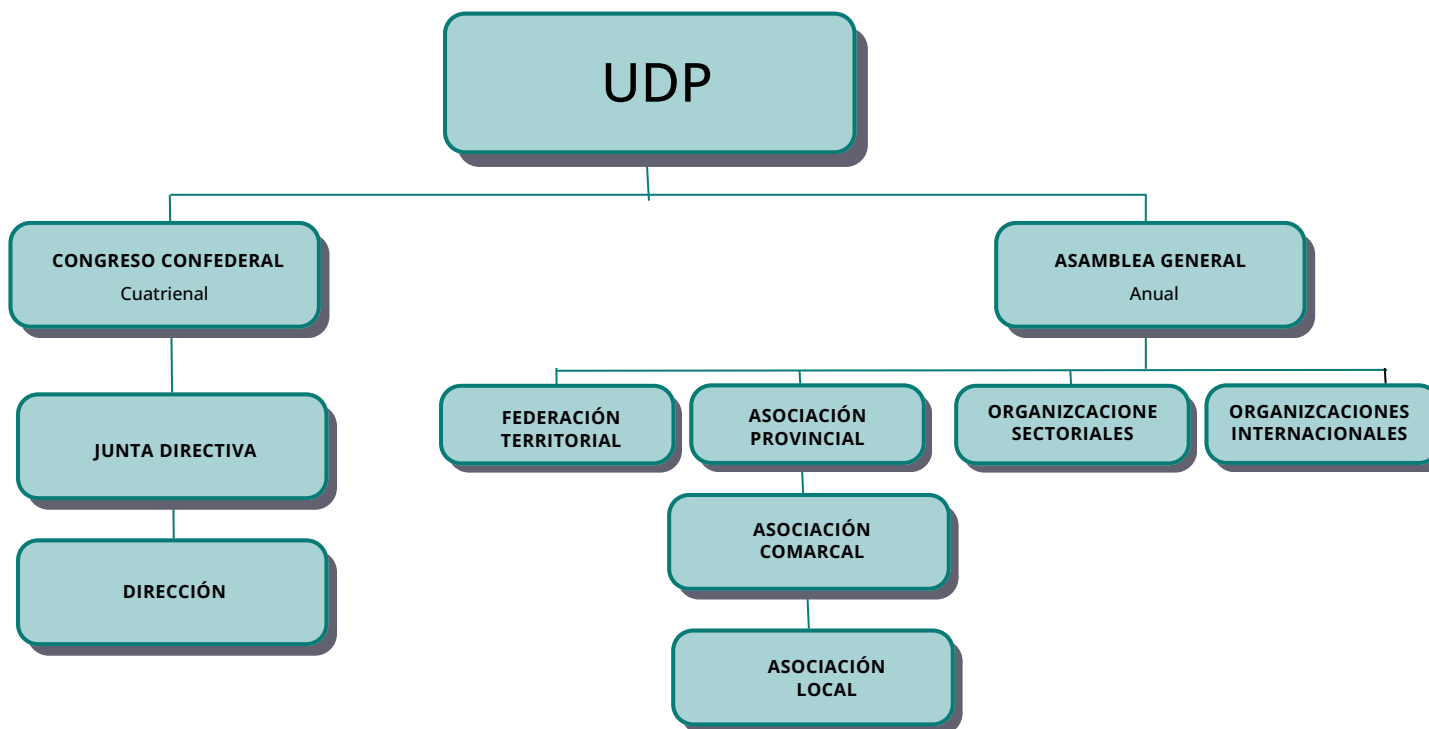 UDP
CONGRESO CONFEDERAL
Cuatrienal
ASAMBLEA GENERAL
Anual
JUNTA DIRECTIVA
DIRECCIÓN
FEDERACIÓN
TERRITORIAL
ASOCIACIÓN
PROVINCIAL
ORGANIZCACIONE
SECTORIALES
ORGANIZCACIONES
INTERNACIONALES
ASOCIACIÓN
COMARCAL
ASOCIACIÓN
LOCAL